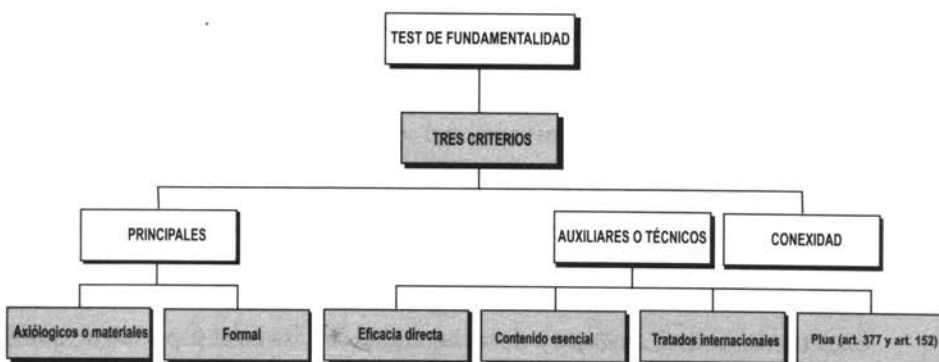 TEST DE FUNDAMENTALIDAD
TRES CRITERIOS
PRINCIPALES
AUXILIARES O TÉCNICOS
CONEXIDAD
Axiólogicos o materiales
Formal
Eficacia directa
Contenido esencial
Tratados internacionales
Plus (art. 377 y art. 152)